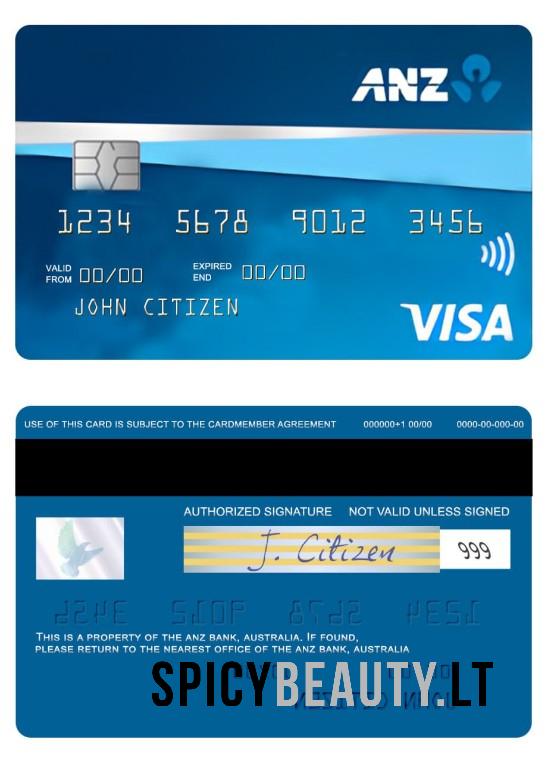 ANZ
1234 5678 9012 3456
VALID FROM 00/00 EXPIRED END 00/00
JOHN CITIZEN
VISA
USE OF THIS CARD IS SUBJECT TO THE CARDMEMBER AGREEMENT 000000+1 00/00 0000-00-000-00
AUTHORIZED SIGNATURE NOT VALID UNLESS SIGNED
J. Citizen 999
THIS IS A PROPERTY OF THE ANZ BANK, AUSTRALIA. IF FOUND,
PLEASE RETURN TO THE NEAREST OFFICE OF THE ANZ BANK, AUSTRALIA
SPICYBEAUTY.LT